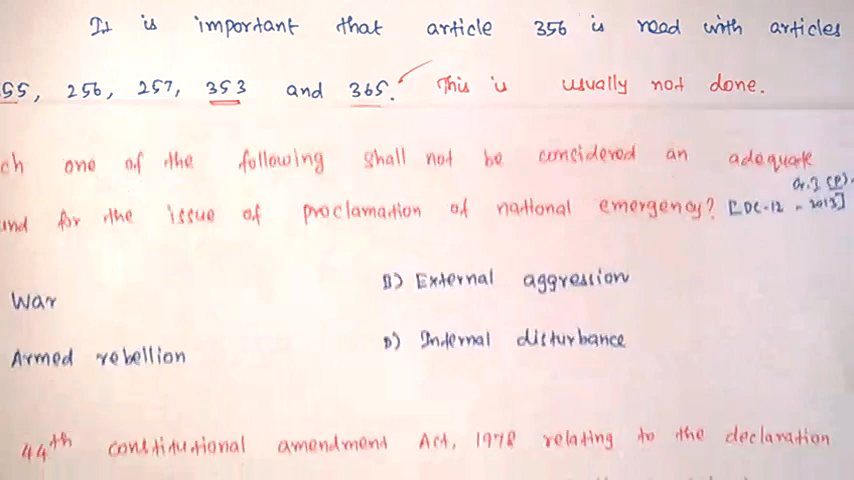 It is important that article 356 is read with articles
55, 256, 257, 353 and 365. This is usually not done.
ch one of the following shall not be considered an adequate
und for the issue of proclamation of national emergency? [DC-12 - 2013]
Gr.I (P).
War
B) External aggression
Armed rebellion
D) Internal disturbance
44th constitutional amendment Act, 1978 relating to the declaration